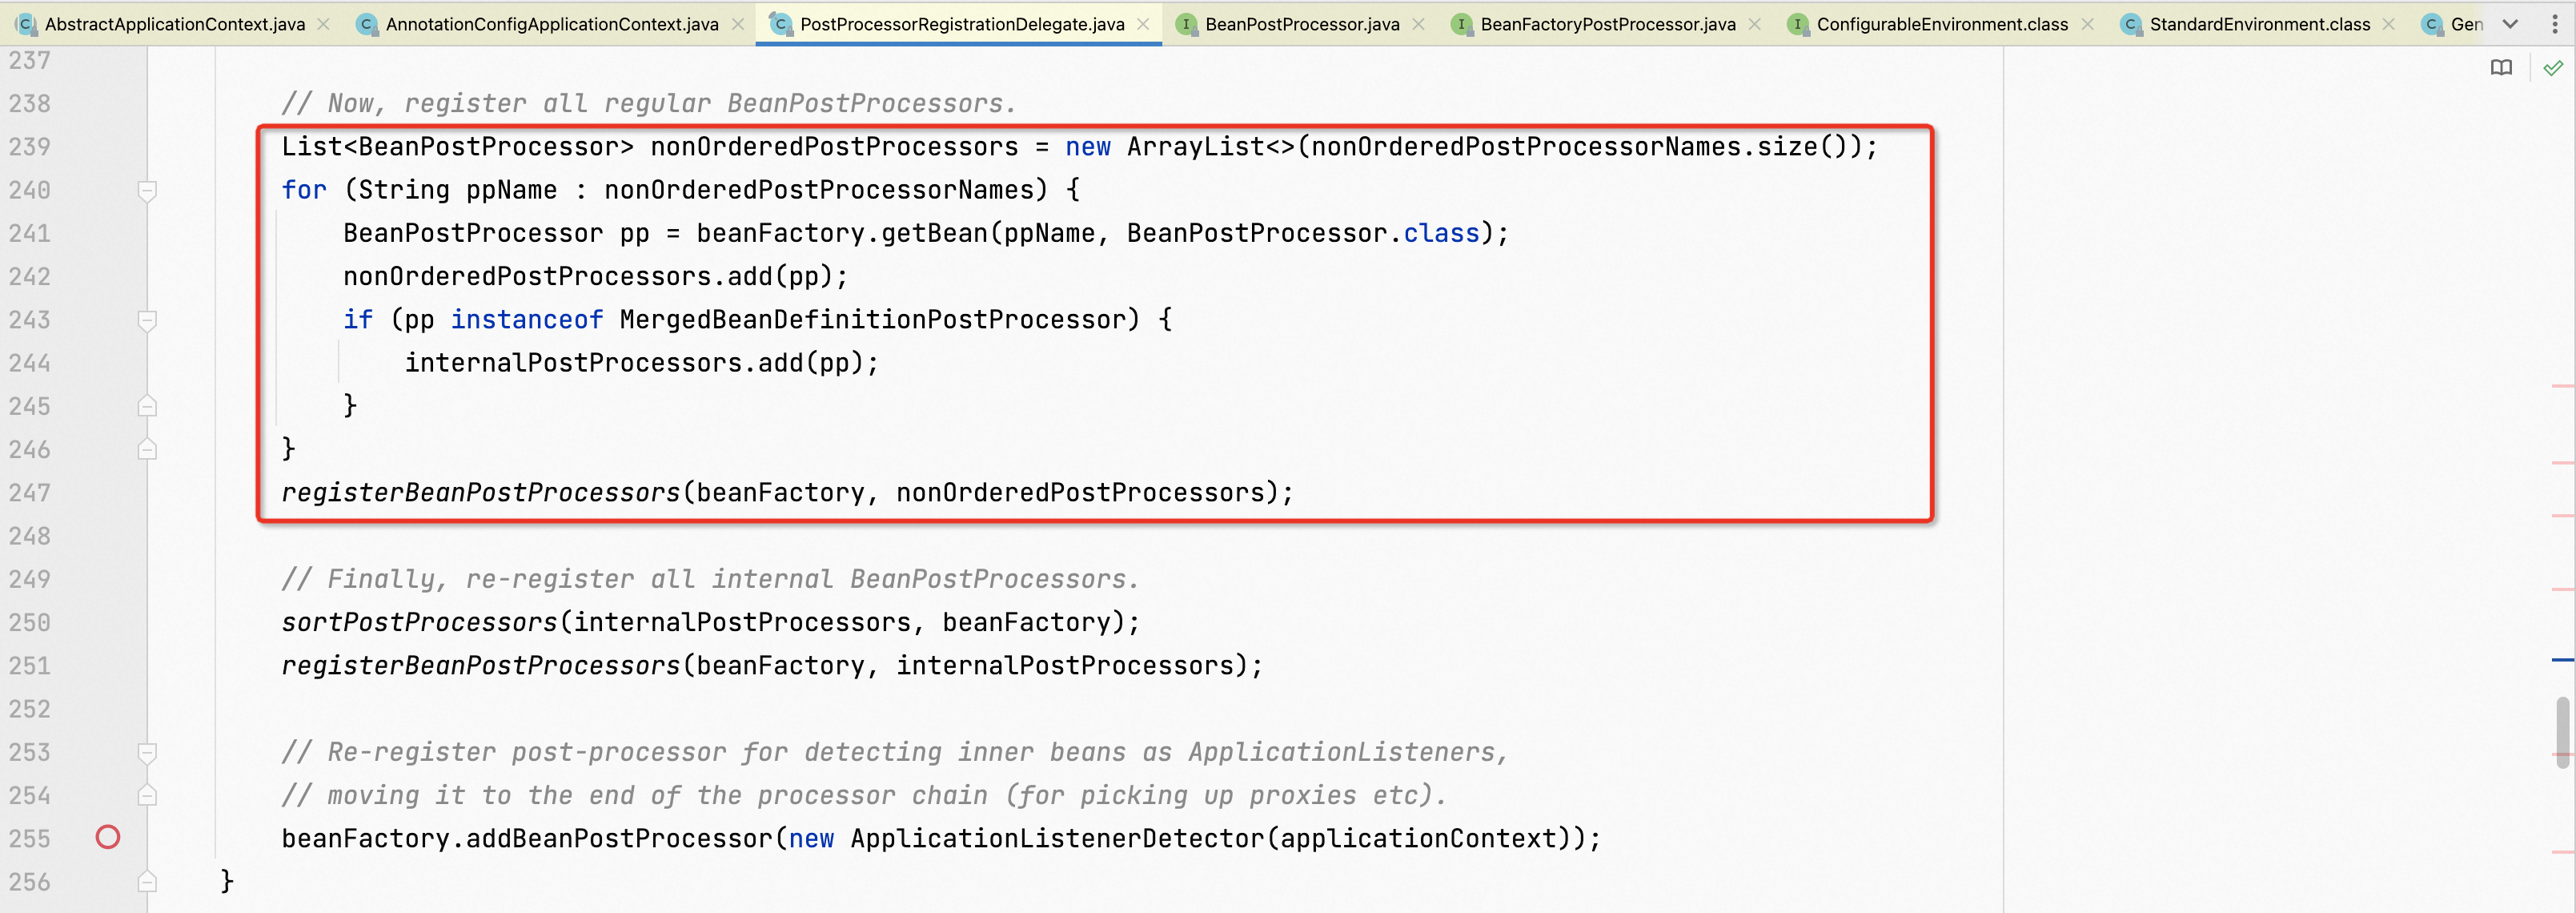 AbstractApplicationContext.java AnnotationConfigApplicationContext.java PostProcessorRegistrationDelegate.java BeanPostProcessor.java BeanFactoryPostProcessor.java ConfigurableEnvironment.class StandardEnvironment.class Gen
237
238 // Now, register all regular BeanPostProcessors.
239 List<BeanPostProcessor> nonOrderedPostProcessors = new ArrayList<>(nonOrderedPostProcessorNames.size());
240 for (String ppName : nonOrderedPostProcessorNames) {
241 BeanPostProcessor pp = beanFactory.getBean(ppName, BeanPostProcessor.class);
242 nonOrderedPostProcessors.add(pp);
243 if (pp instanceof MergedBeanDefinitionPostProcessor) {
244 internalPostProcessors.add(pp);
245 }
246 }
247 registerBeanPostProcessors(beanFactory, nonOrderedPostProcessors);
248
249 // Finally, re-register all internal BeanPostProcessors.
250 sortPostProcessors(internalPostProcessors, beanFactory);
251 registerBeanPostProcessors(beanFactory, internalPostProcessors);
252
253 // Re-register post-processor for detecting inner beans as ApplicationListeners,
254 // moving it to the end of the processor chain (for picking up proxies etc).
255 beanFactory.addBeanPostProcessor(new ApplicationListenerDetector(applicationContext));
256 }